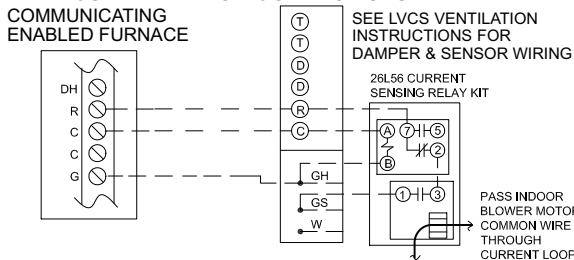 COMMUNICATING
ENABLED FURNACE
SEE LVCS VENTILATION
INSTRUCTIONS FOR
DAMPER & SENSOR WIRING
26L56 CURRENT
SENSING RELAY KIT
DH
R
C
C
G
T
T
D
D
R
C
GH
GS
W
A
7
5
2
B
1
3
PASS INDOOR
BLOWER MOTOR
COMMON WIRE
THROUGH
CURRENT LOOP